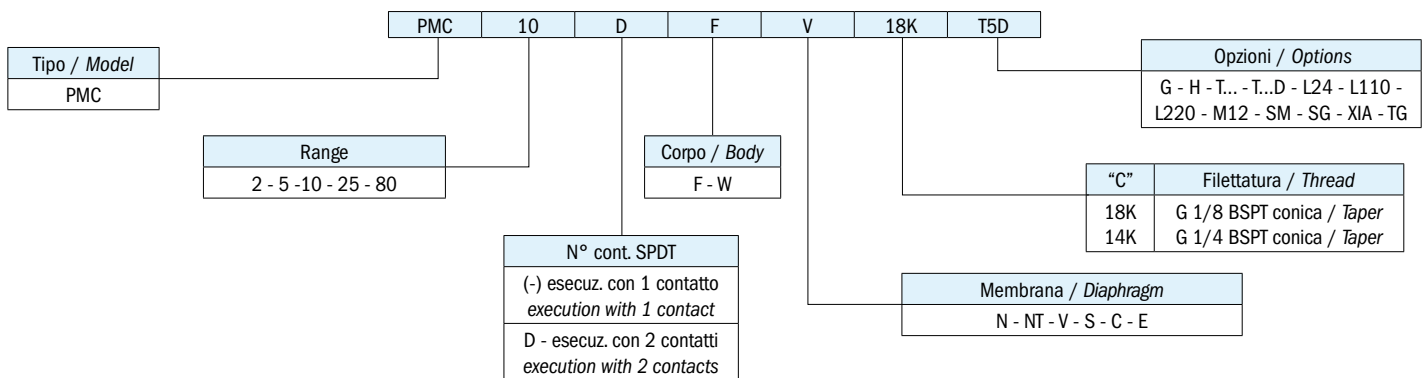 PMC 10 D F V 18K T5D
Tipo / Model
PMC
Opzioni / Options
G - H - T... - T...D - L24 - L110 -
L220 - M12 - SM - SG - XIA - TG
Range
2 - 5 -10 - 25 - 80
Corpo / Body
F - W
“C” Filettatura / Thread
18K G 1/8 BSPT conica / Taper
14K G 1/4 BSPT conica / Taper
N° cont. SPDT
(-) esecuz. con 1 contatto
execution with 1 contact
D - esecuz. con 2 contatti
execution with 2 contacts
Membrana / Diaphragm
N - NT - V - S - C - E